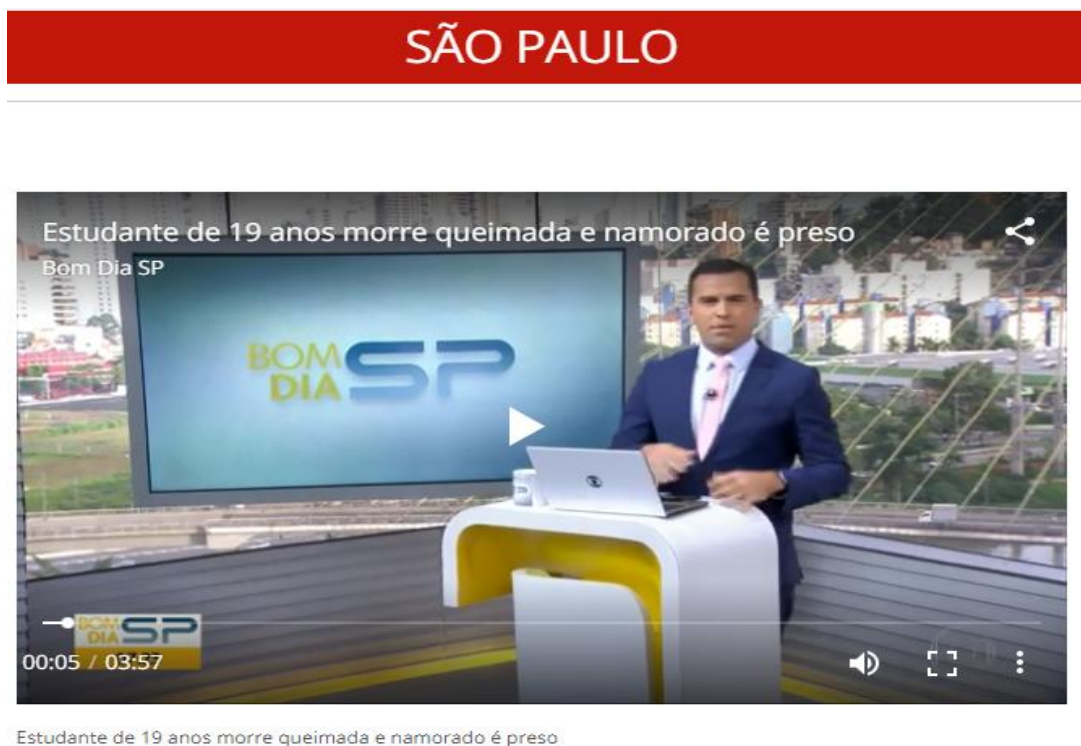 SÃO PAULO
Estudante de 19 anos morre queimada e namorado é preso
Bom Dia SP
BOM
DIA SP
BOM
DIA SP
00:05 / 03:57
Estudante de 19 anos morre queimada e namorado é preso